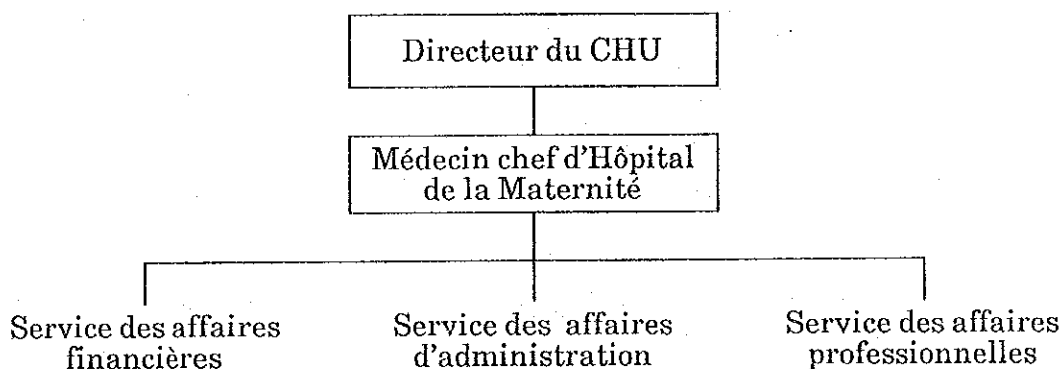 Directeur du CHU
Médecin chef d'Hôpital
de la Maternité
Service des affaires
financières
Service des affaires
d'administration
Service des affaires
professionnelles